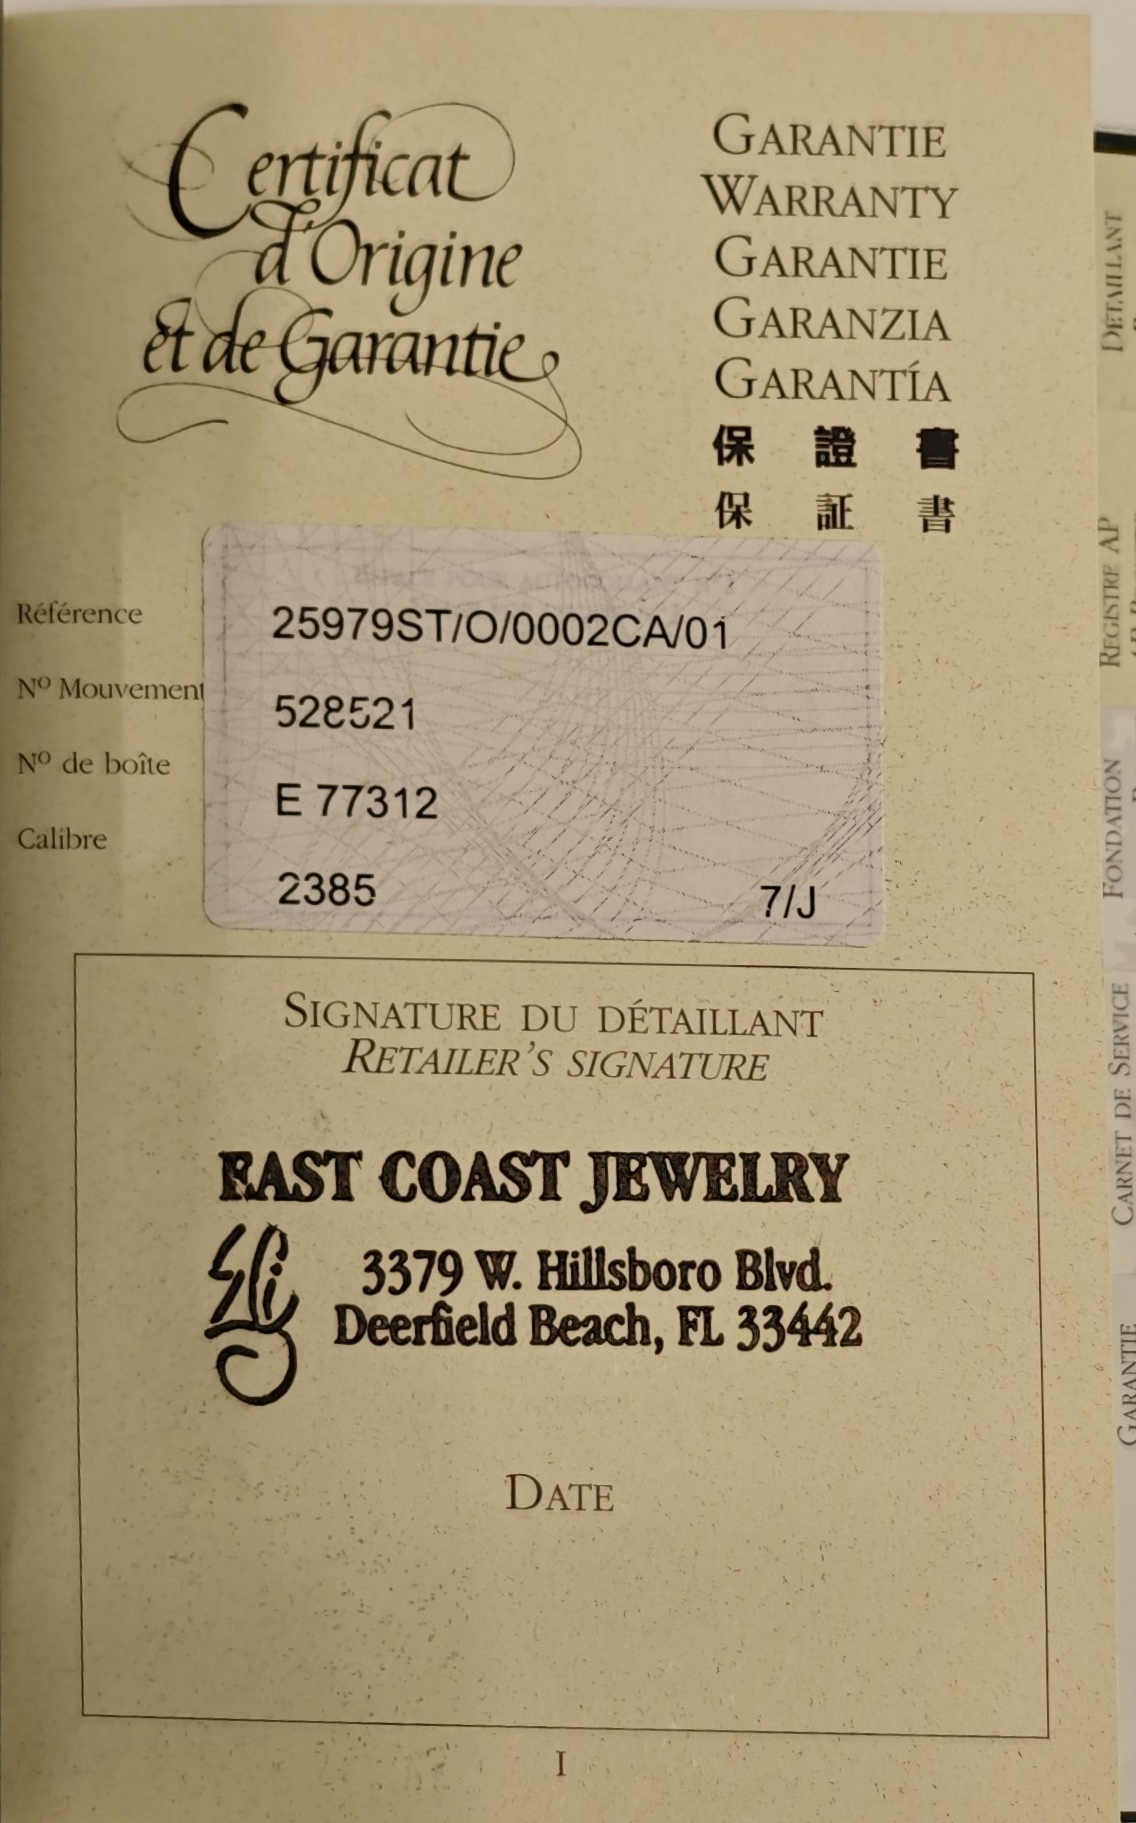 Certificat
d'Origine
et de Garantie
GARANTIE
WARRANTY
GARANTIE
GARANZIA
GARANTÍA
保 證 書
保 証 書
Référence 25979ST/O/0002CA/01
Nº Mouvement 528521
Nº de boîte E 77312
Calibre 2385 7/J
SIGNATURE DU DÉTAILLANT
RETAILER'S SIGNATURE
EAST COAST JEWELRY
3379 W. Hillsboro Blvd.
Deerfield Beach, FL 33442
DATE
I
DÉTAILLANT
REGISTRE AP
FONDATION
CARNET DE SERVICE
GARANTIE